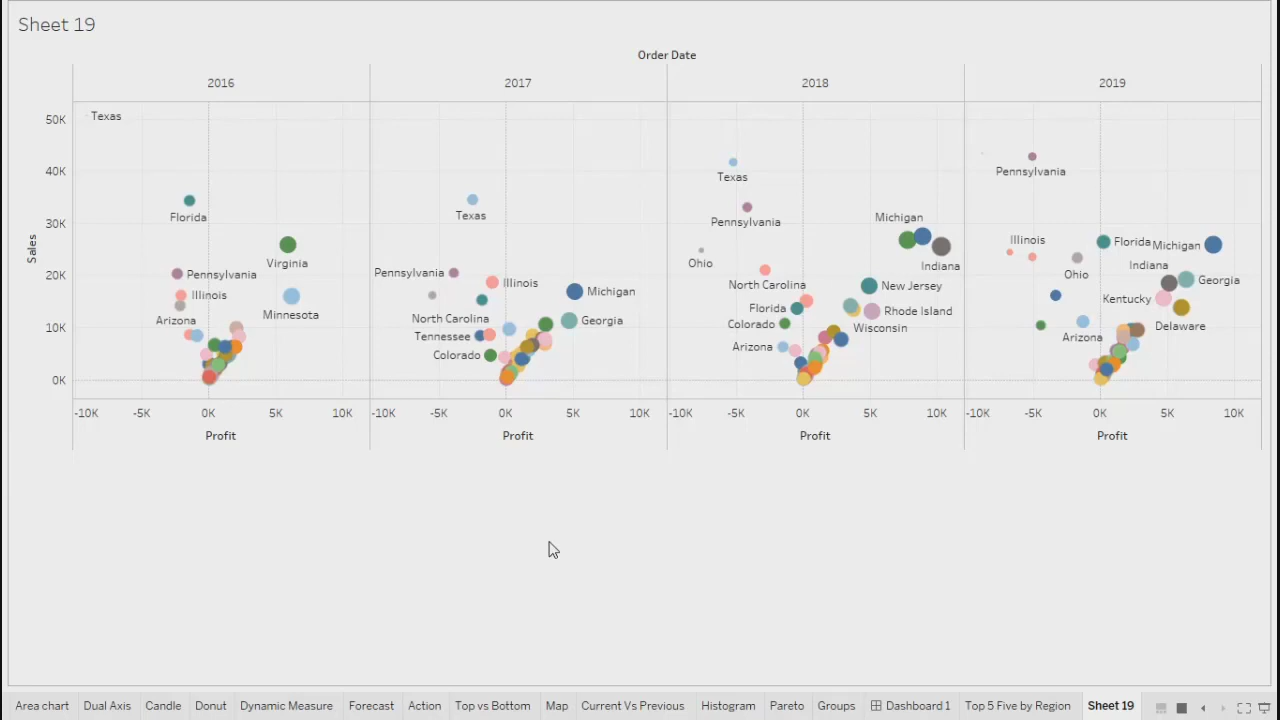 Sheet 19
Order Date
2016 2017 2018 2019
Sales
50K
40K
30K
20K
10K
0K
Texas
Florida
Virginia
Pennsylvania
Illinois
Minnesota
Arizona
Texas
Pennsylvania
Illinois
Michigan
North Carolina
Georgia
Tennessee
Colorado
Texas
Pennsylvania
Michigan
Ohio
Indiana
North Carolina
New Jersey
Florida
Rhode Island
Colorado
Wisconsin
Arizona
Pennsylvania
Illinois
Florida
Michigan
Ohio
Indiana
Georgia
Kentucky
Delaware
Arizona
-10K -5K 0K 5K 10K -10K -5K 0K 5K 10K -10K -5K 0K 5K 10K -10K -5K 0K 5K 10K
Profit Profit Profit Profit
Area chart Dual Axis Candle Donut Dynamic Measure Forecast Action Top vs Bottom Map Current Vs Previous Histogram Pareto Groups Dashboard 1 Top 5 Five by Region Sheet 19